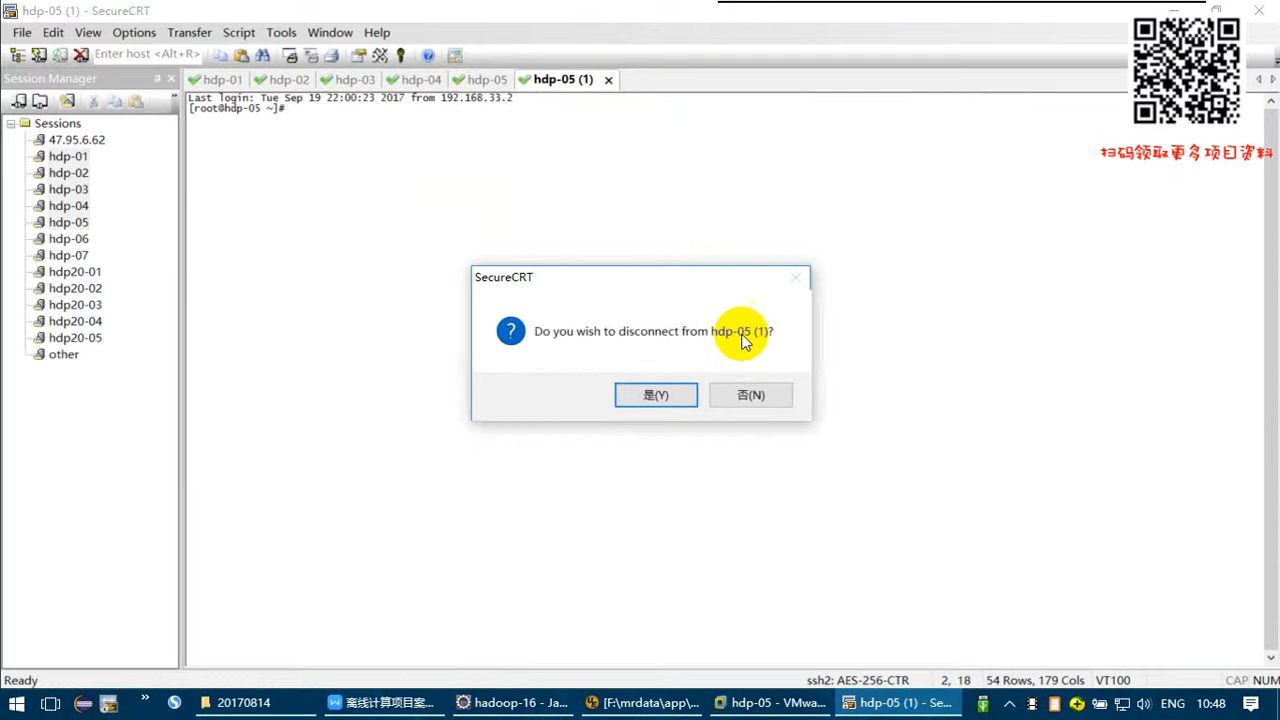 hdp-05 (1) - SecureCRT
File Edit View Options Transfer Script Tools Window Help
Enter host <Alt+R>
Session Manager
hdp-01 hdp-02 hdp-03 hdp-04 hdp-05 hdp-05 (1)
Last login: Tue Sep 19 22:00:23 2017 from 192.168.33.2
[root@hdp-05 ~]#
扫码领取更多项目资料
Sessions
47.95.6.62
hdp-01
hdp-02
hdp-03
hdp-04
hdp-05
hdp-06
hdp-07
hdp20-01
hdp20-02
hdp20-03
hdp20-04
hdp20-05
other
SecureCRT
Do you wish to disconnect from hdp-05 (1)?
是(Y) 否(N)
Ready ssh2: AES-256-CTR 2, 18 54 Rows, 179 Cols VT100 CAP NUM
20170814 离线计算项目案... hadoop-16 - Ja... [F:\mrdata\app\... hdp-05 - VMwa... hdp-05 (1) - Se... ENG 10:48